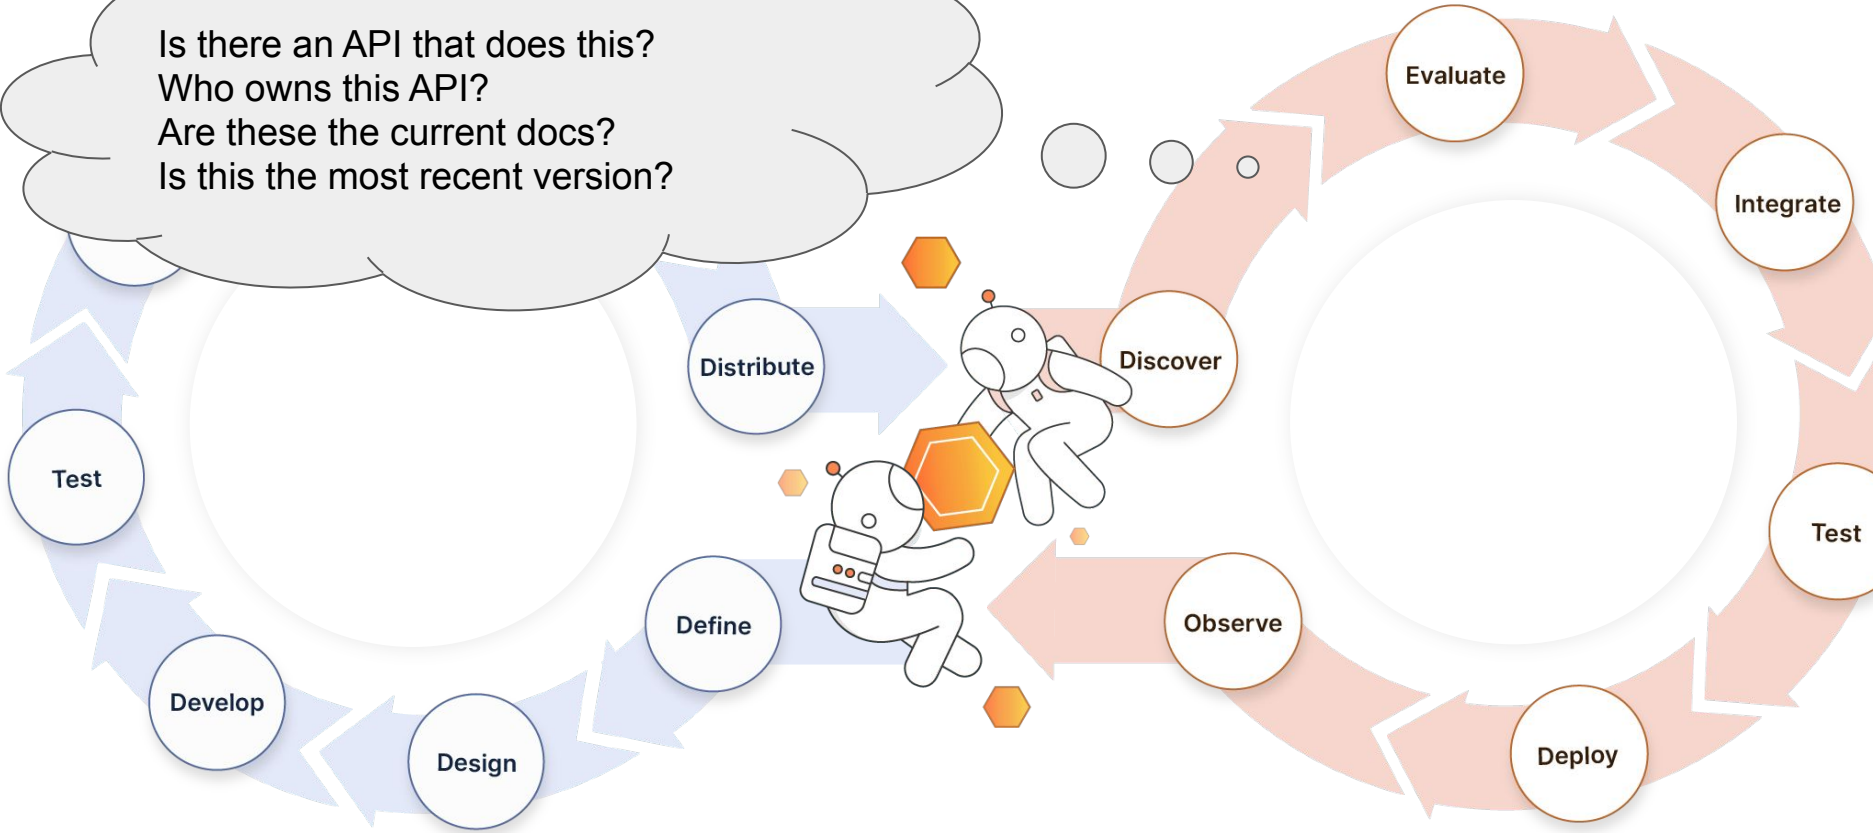 Is there an API that does this?
Who owns this API?
Are these the current docs?
Is this the most recent version?
Evaluate
Integrate
Distribute
Discover
Test
Test
Define
Observe
Develop
Design
Deploy